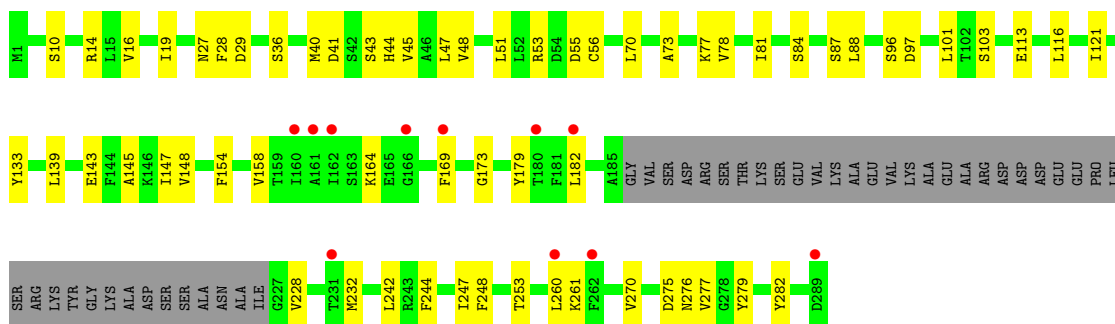 M1 S10 R14 L15 V16 I19 N27 F28 D29 S36 M40 D41 S42 S43 H44 V45 A46 L47 V48 L51 L52 R53 D54 D55 C56 L70 A73 K77 V78 I81 S84 S87 L88 S96 D97 L101 T102 S103 E113 L116 I121
Y133 L139 E143 F144 A145 K146 I147 V148 F154 V158 T159 I160 A161 I162 S163 K164 E165 G166 F169 G173 Y179 T180 F181 L182 A185 GLY VAL SER ASP ARG SER THR LYS SER GLU VAL LYS ALA GLU VAL LYS ALA GLU ALA ARG ASP ASP ASP GLU GLU PRO LEU
SER ARG LYS TYR GLY LYS ALA ASP SER SER ALA ASN ALA ILE G227 V228 T231 M232 L242 R243 F244 I247 F248 T253 L260 K261 F262 V270 D275 N276 V277 G278 Y279 Y282 D289